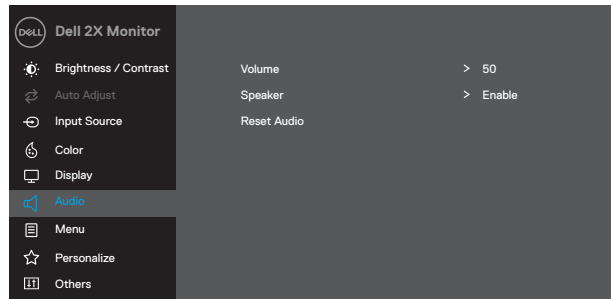 DELL Dell 2X Monitor
Brightness / Contrast
Auto Adjust
Input Source
Color
Display
Audio
Menu
Personalize
Others
Volume > 50
Speaker > Enable
Reset Audio